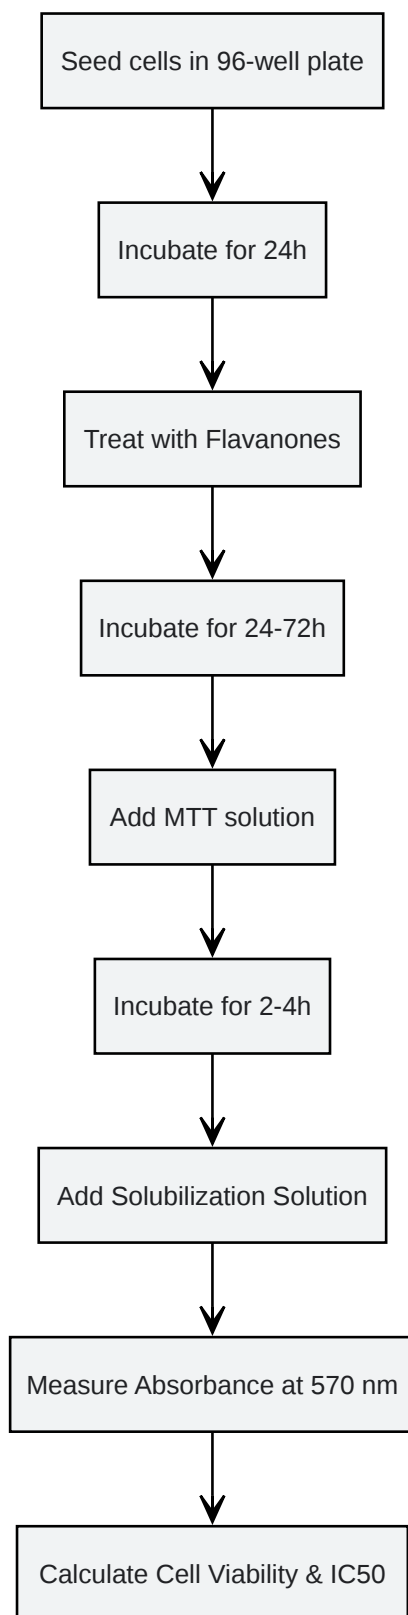 Seed cells in 96-well plate
Incubate for 24h
Treat with Flavanones
Incubate for 24-72h
Add MTT solution
Incubate for 2-4h
Add Solubilization Solution
Measure Absorbance at 570 nm
Calculate Cell Viability & IC50